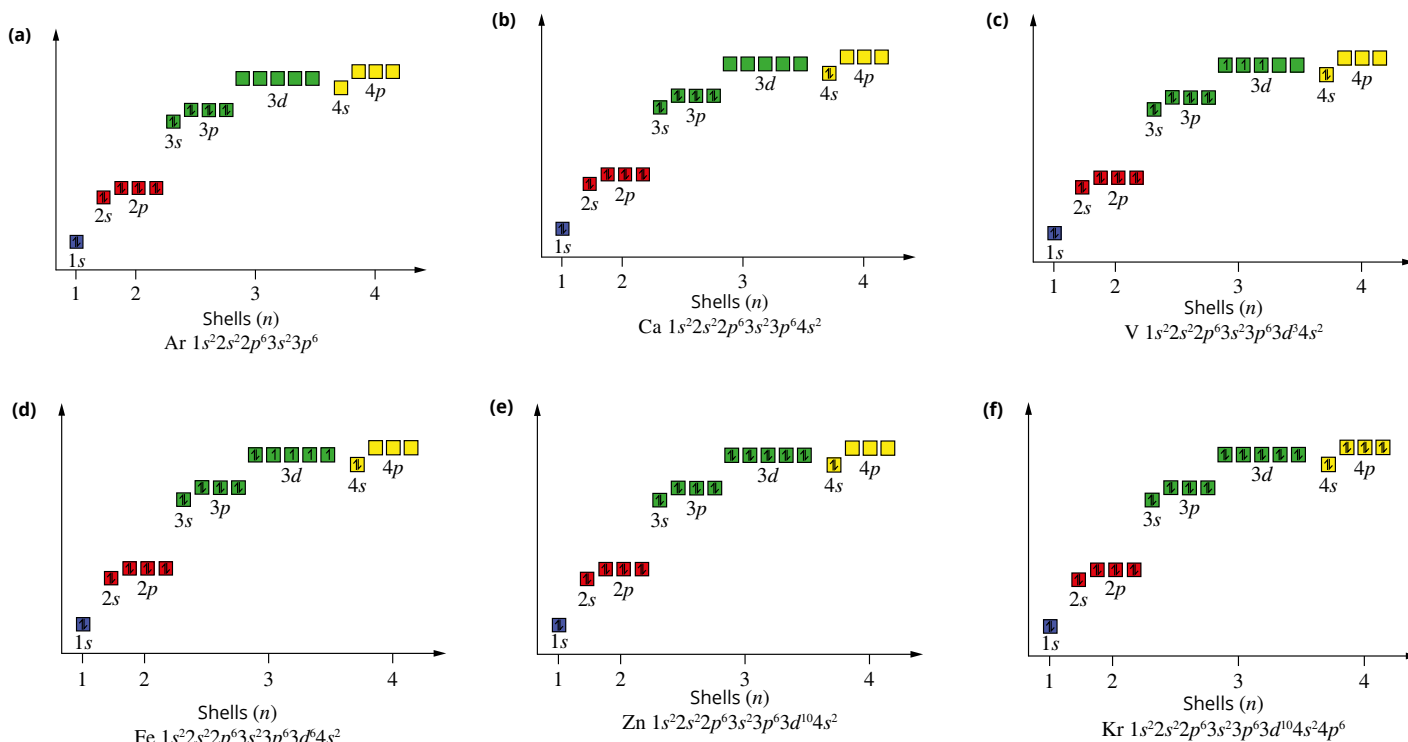 (a)
3d
4s
4p
3s
3p
2s
2p
1s
1 2 3 4
Shells (n)
Ar 1s²2s²2p⁶3s²3p⁶
(b)
3d
4s
4p
3s
3p
2s
2p
1s
1 2 3 4
Shells (n)
Ca 1s²2s²2p⁶3s²3p⁶4s²
(c)
3d
4s
4p
3s
3p
2s
2p
1s
1 2 3 4
Shells (n)
V 1s²2s²2p⁶3s²3p⁶3d³4s²
(d)
3d
4s
4p
3s
3p
2s
2p
1s
1 2 3 4
Shells (n)
Fe 1s²2s²2p⁶3s²3p⁶3d⁶4s²
(e)
3d
4s
4p
3s
3p
2s
2p
1s
1 2 3 4
Shells (n)
Zn 1s²2s²2p⁶3s²3p⁶3d¹⁰4s²
(f)
3d
4s
4p
3s
3p
2s
2p
1s
1 2 3 4
Shells (n)
Kr 1s²2s²2p⁶3s²3p⁶3d¹⁰4s²4p⁶